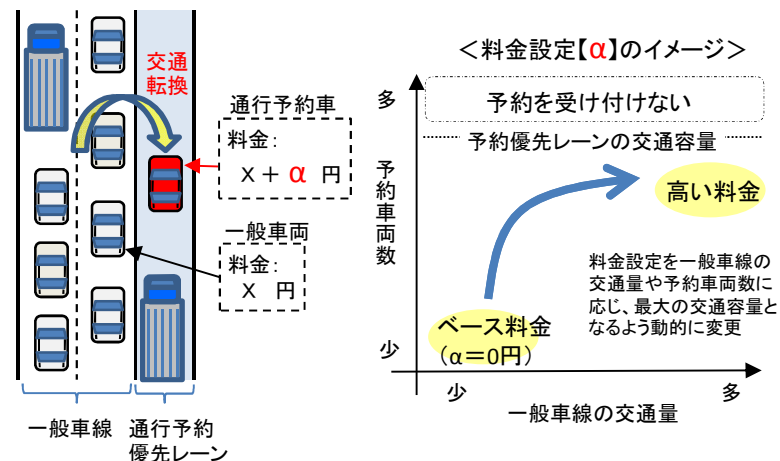 交通
転換
通行予約車
料金：
X + α 円
一般車両
料金：
X 円
一般車線
通行予約
優先レーン
＜料金設定【α】のイメージ＞
多
予約を受け付けない
予約優先レーンの交通容量
予約車両数
高い料金
料金設定を一般車線の
交通量や予約車両数に
応じ、最大の交通容量と
なるよう動的に変更
ベース料金
（α＝0円）
少
少
多
一般車線の交通量